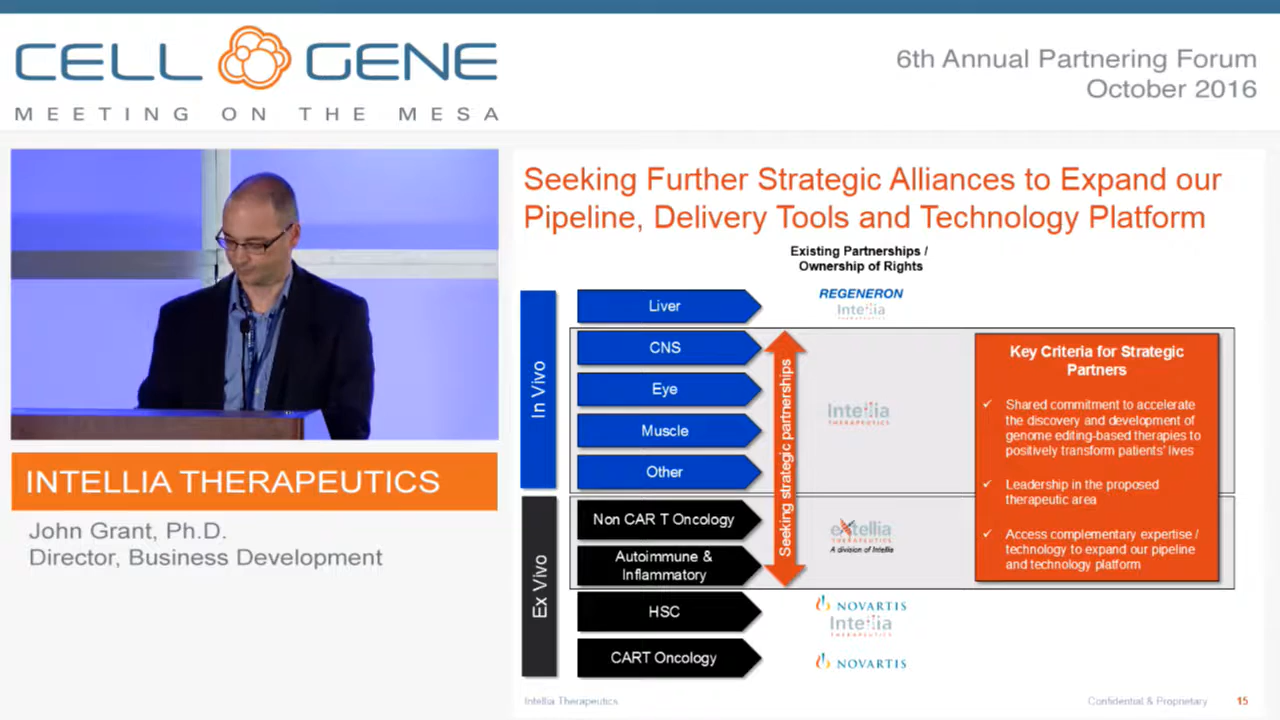 CELL GENE
MEETING ON THE MESA
6th Annual Partnering Forum
October 2016
INTELLIA THERAPEUTICS
John Grant, Ph.D.
Director, Business Development
Seeking Further Strategic Alliances to Expand our
Pipeline, Delivery Tools and Technology Platform
Existing Partnerships /
Ownership of Rights
In Vivo
Liver
CNS
Eye
Muscle
Other
Ex Vivo
Non CAR T Oncology
Autoimmune &
Inflammatory
HSC
CART Oncology
Seeking strategic partnerships
REGENERON
Intellia
THERAPEUTICS
Intellia
THERAPEUTICS
eXtellia
THERAPEUTICS
A division of Intellia
NOVARTIS
Intellia
THERAPEUTICS
NOVARTIS
Key Criteria for Strategic
Partners
✓ Shared commitment to accelerate
the discovery and development of
genome editing-based therapies to
positively transform patients' lives
✓ Leadership in the proposed
therapeutic area
✓ Access complementary expertise /
technology to expand our pipeline
and technology platform
Intellia Therapeutics
Confidential & Proprietary
15